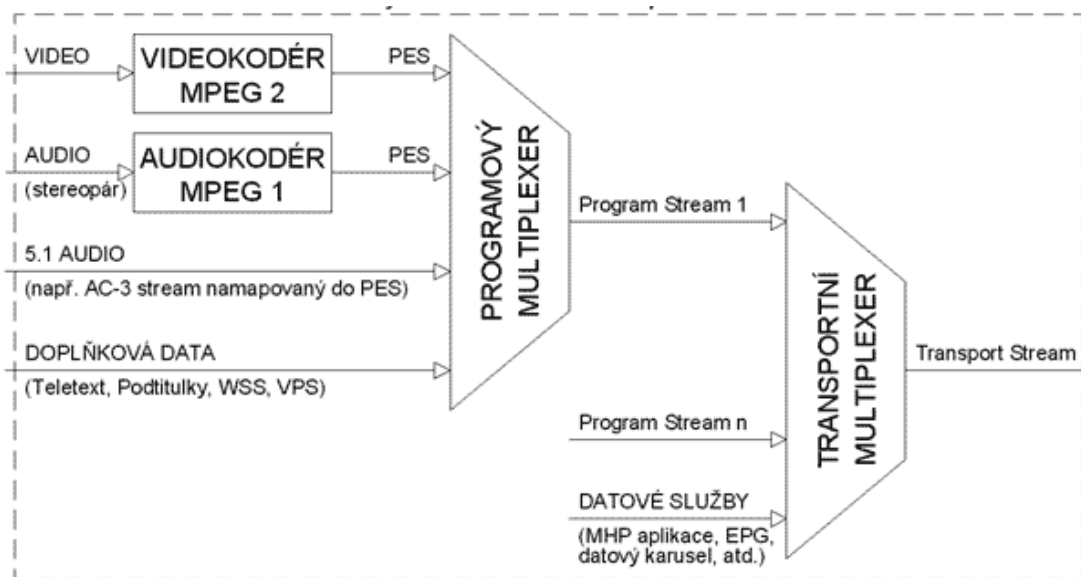 VIDEO
VIDEOKODÉR
MPEG 2
PES
AUDIO
(stereopár)
AUDIOKODÉR
MPEG 1
PES
5.1 AUDIO
(např. AC-3 stream namapovaný do PES)
DOPLŇKOVÁ DATA
(Teletext, Podtitulky, WSS, VPS)
PROGRAMOVÝ
MULTIPLEXER
Program Stream 1
Program Stream n
DATOVÉ SLUŽBY
(MHP aplikace, EPG,
datový karusel, atd.)
TRANSPORTNÍ
MULTIPLEXER
Transport Stream